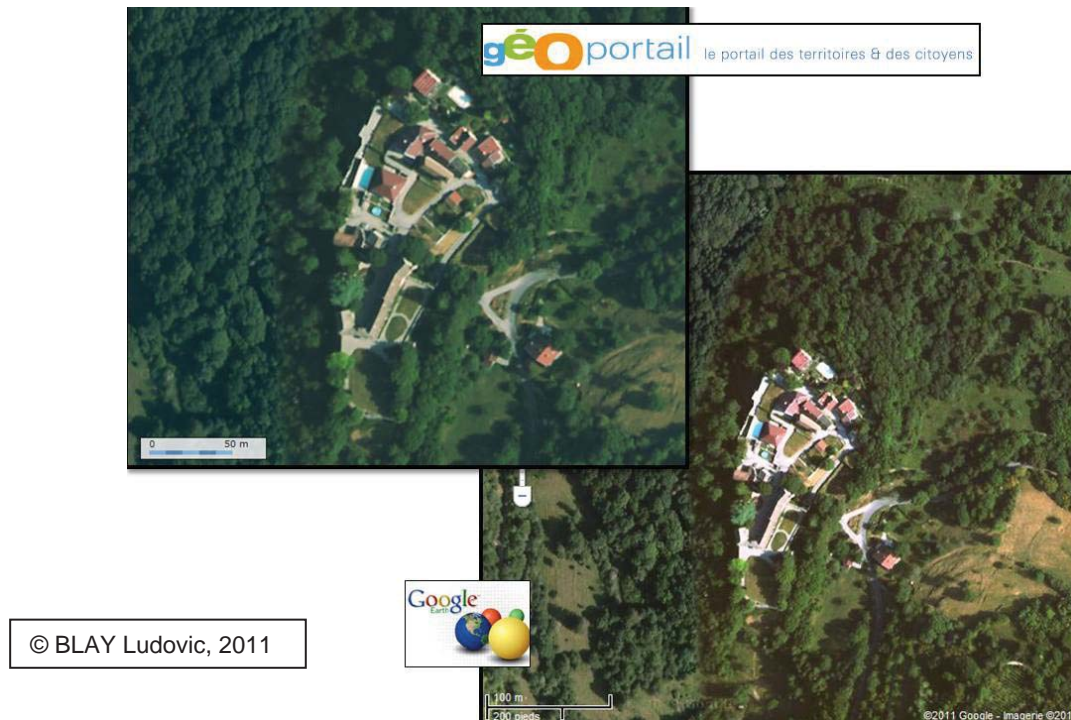 géoportail le portail des territoires & des citoyens
0 50 m
Google
Earth
© BLAY Ludovic, 2011
100 m
200 pieds
©2011 Google - Imagerie ©201